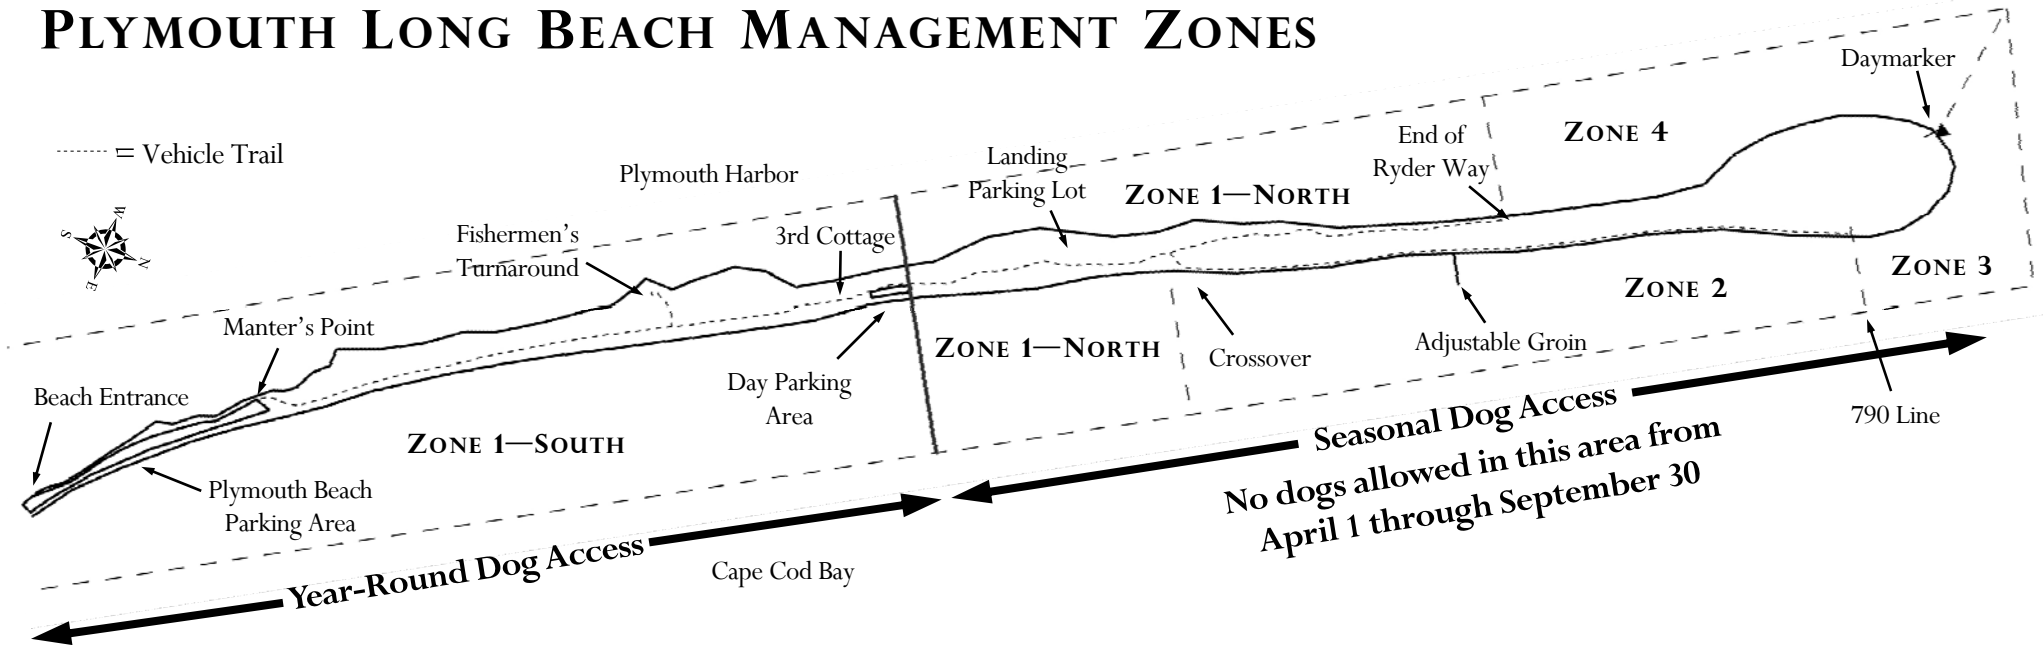 PLYMOUTH LONG BEACH MANAGEMENT ZONES
Daymarker
Vehicle Trail
W
S
N
E
Plymouth Harbor
Landing
Parking Lot
End of
Ryder Way
ZONE 4
ZONE 1—NORTH
Fishermen's
Turnaround
3rd Cottage
ZONE 3
ZONE 2
Manter's Point
Beach Entrance
Day Parking
Area
ZONE 1—NORTH
Crossover
Adjustable Groin
790 Line
ZONE 1—SOUTH
Plymouth Beach
Parking Area
Seasonal Dog Access
No dogs allowed in this area from
April 1 through September 30
Year-Round Dog Access
Cape Cod Bay